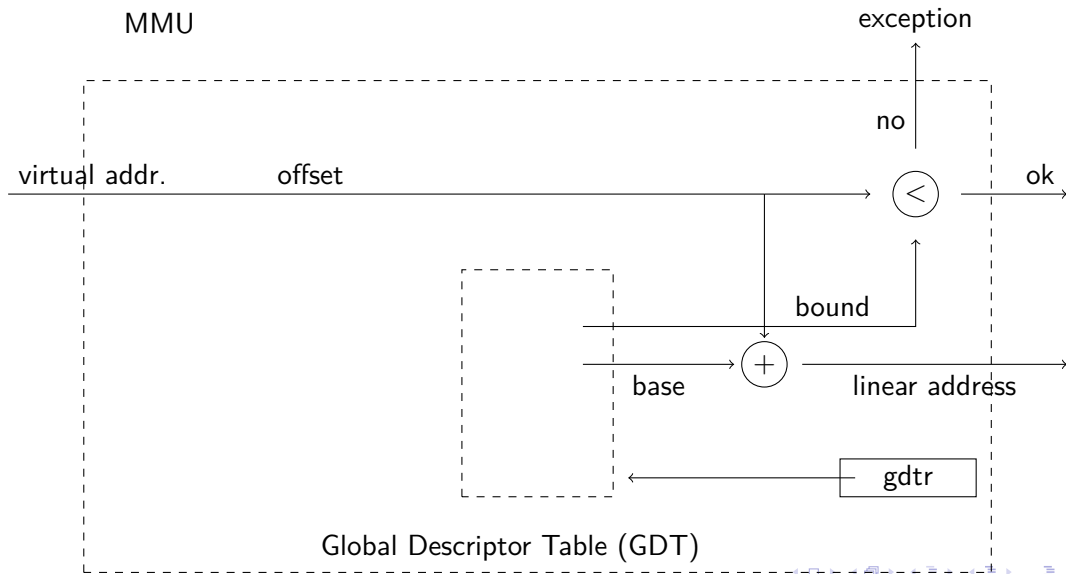 MMU
exception
no
virtual addr.
offset
<
ok
bound
+
base
linear address
gdtr
Global Descriptor Table (GDT)